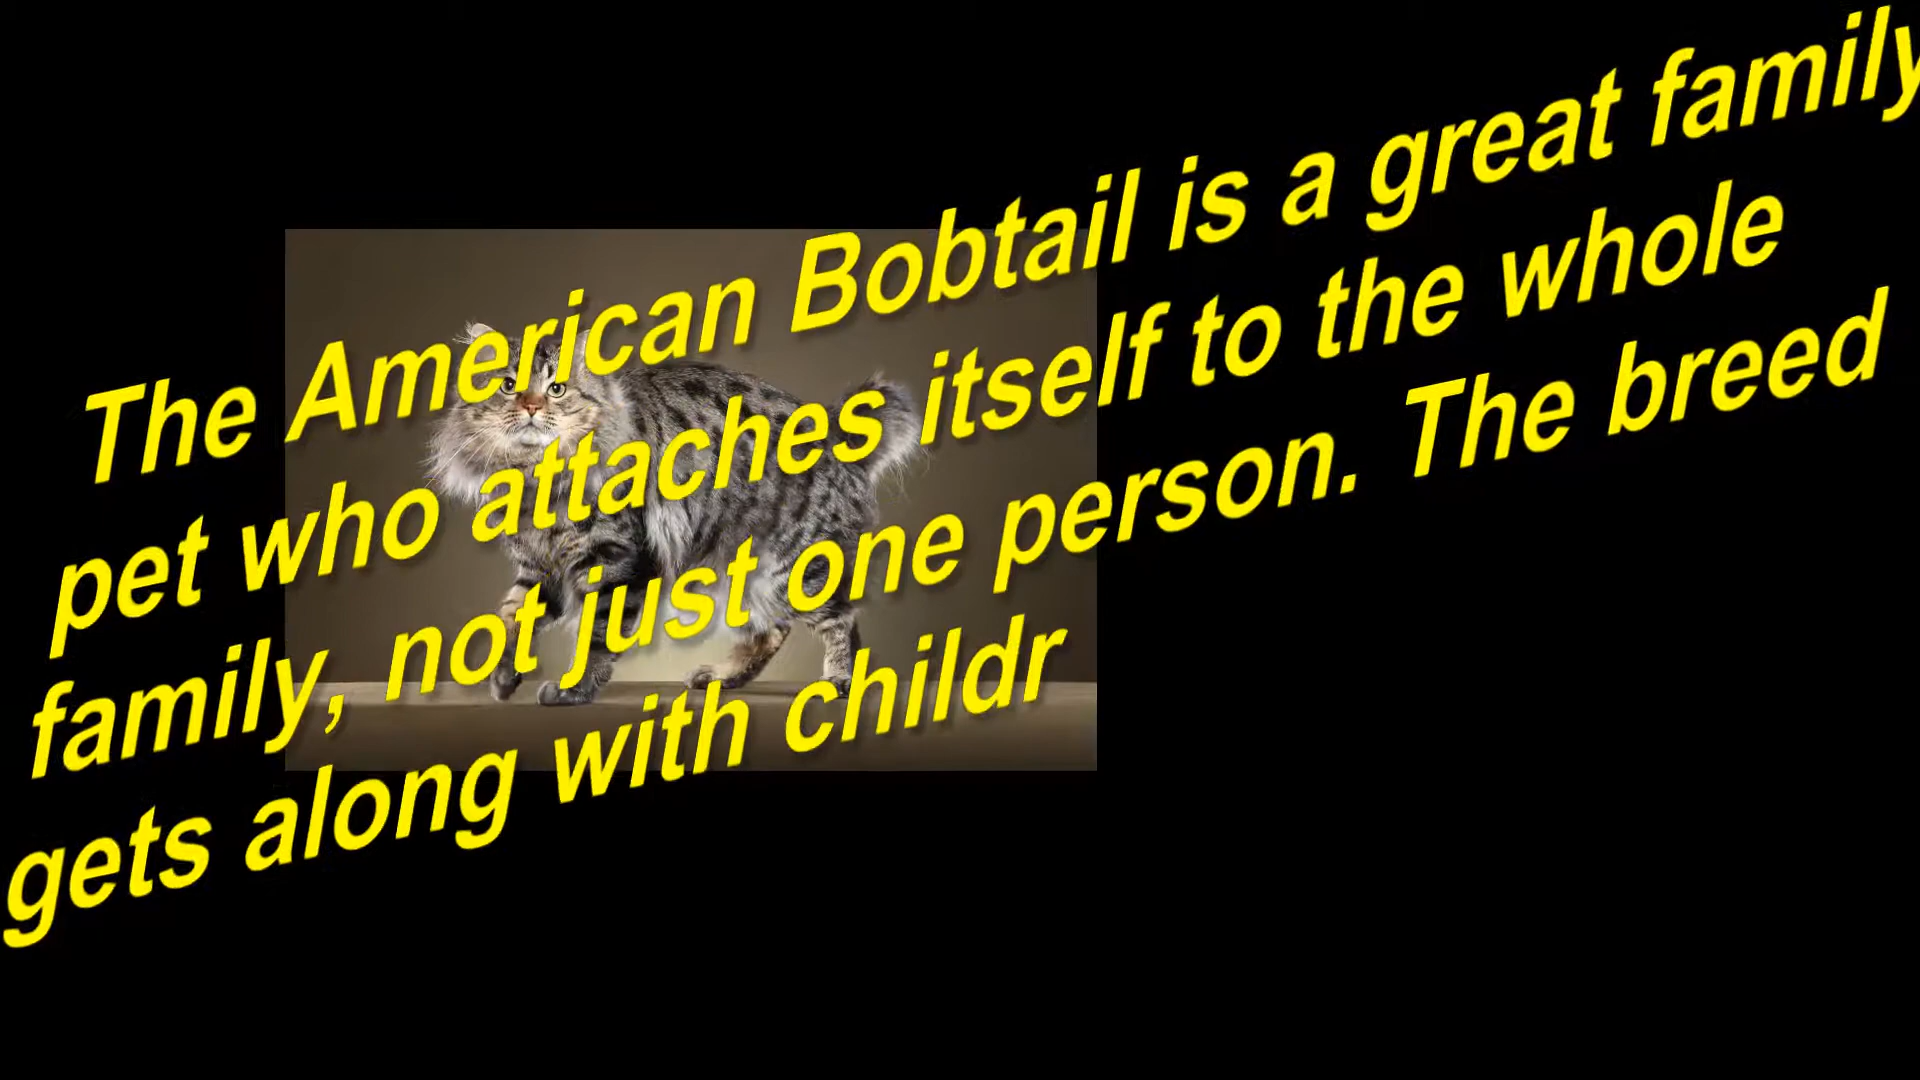 The American Bobtail is a great family
pet who attaches itself to the whole
family, not just one person. The breed
gets along with childr